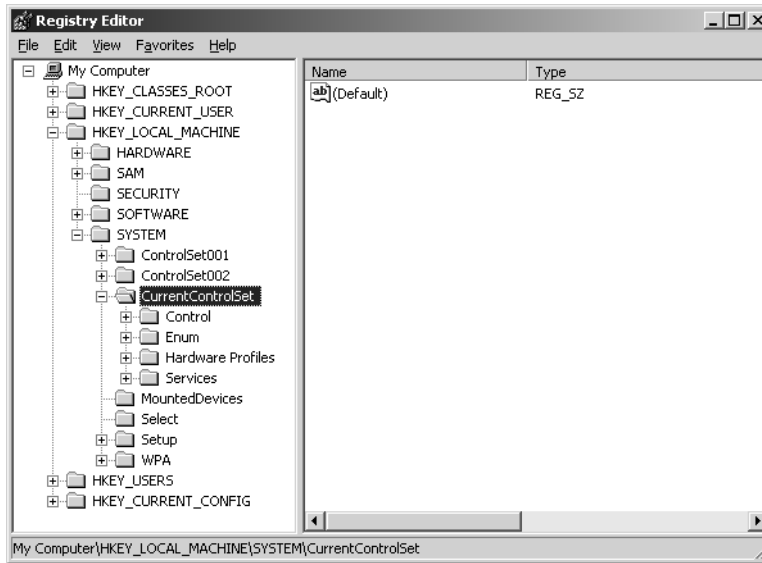 Registry Editor
File Edit View Favorites Help
My Computer
HKEY_CLASSES_ROOT
HKEY_CURRENT_USER
HKEY_LOCAL_MACHINE
HARDWARE
SAM
SECURITY
SOFTWARE
SYSTEM
ControlSet001
ControlSet002
CurrentControlSet
Control
Enum
Hardware Profiles
Services
MountedDevices
Select
Setup
WPA
HKEY_USERS
HKEY_CURRENT_CONFIG
Name Type
ab (Default) REG_SZ
My Computer\HKEY_LOCAL_MACHINE\SYSTEM\CurrentControlSet